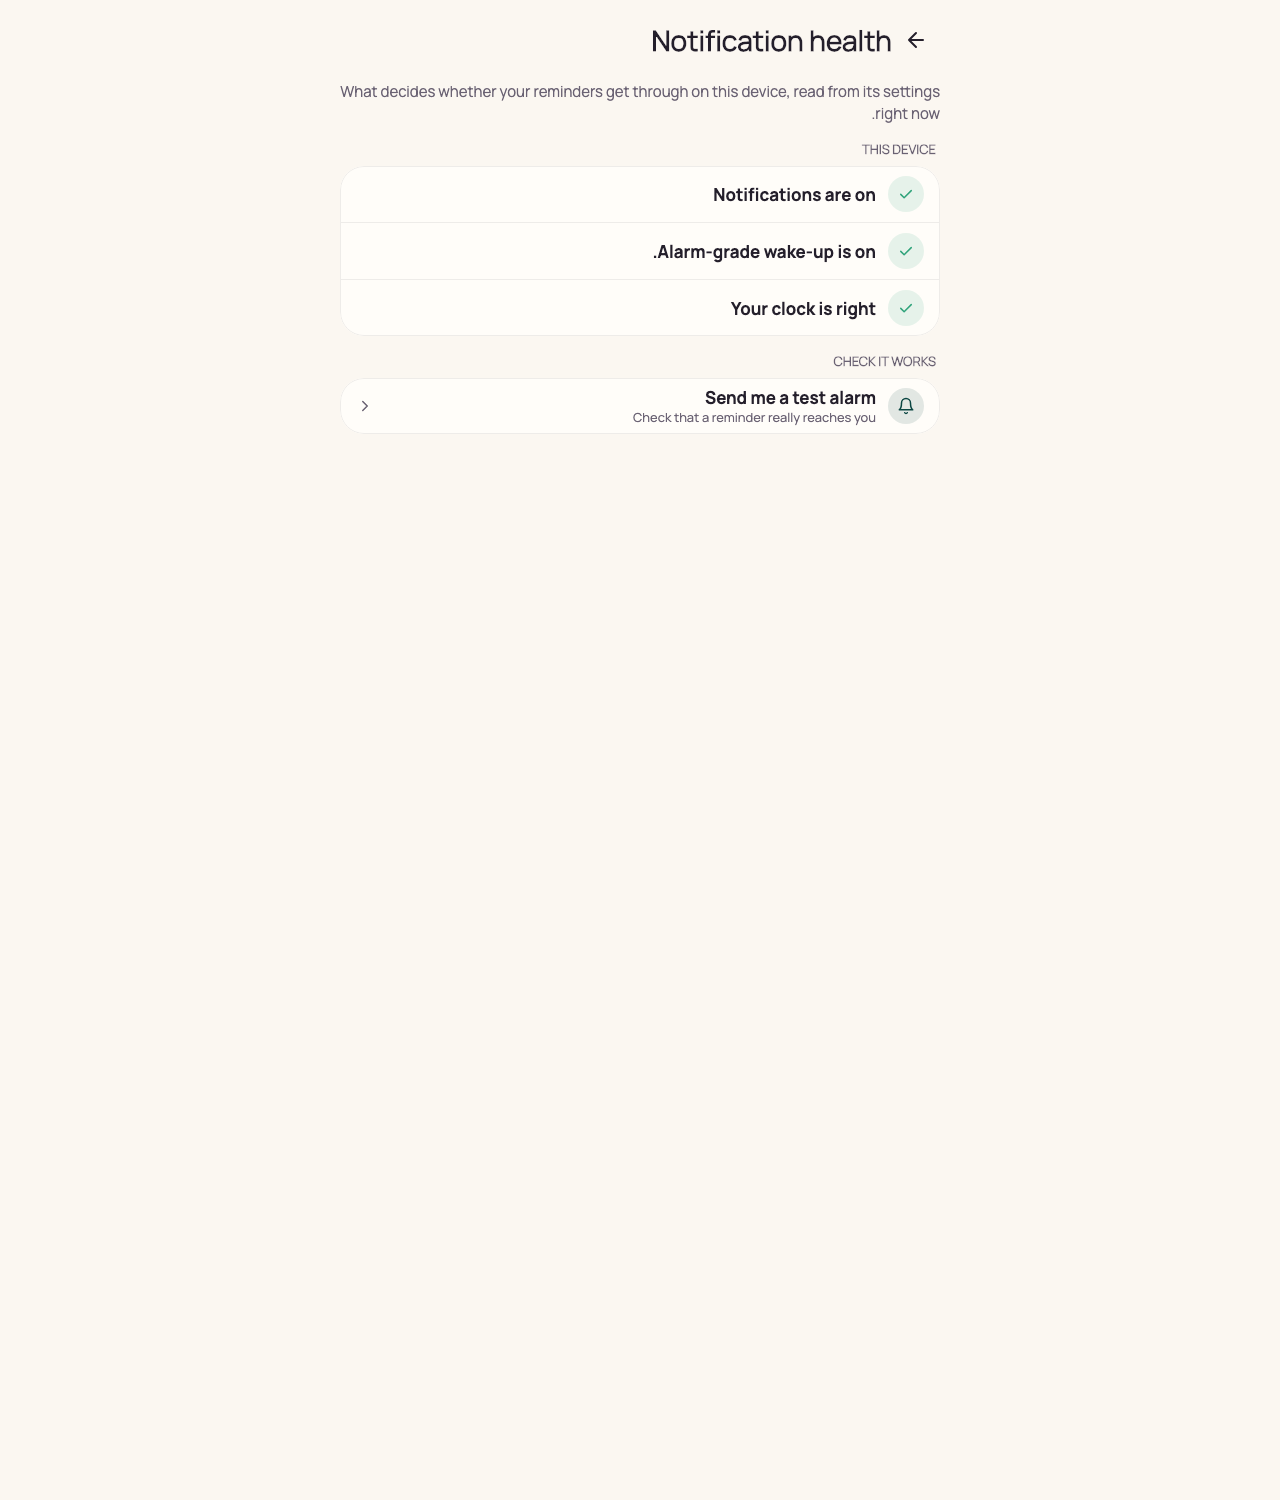 Notification health
What decides whether your reminders get through on this device, read from its settings
.right now
THIS DEVICE
Notifications are on
.Alarm-grade wake-up is on
Your clock is right
CHECK IT WORKS
Send me a test alarm
Check that a reminder really reaches you